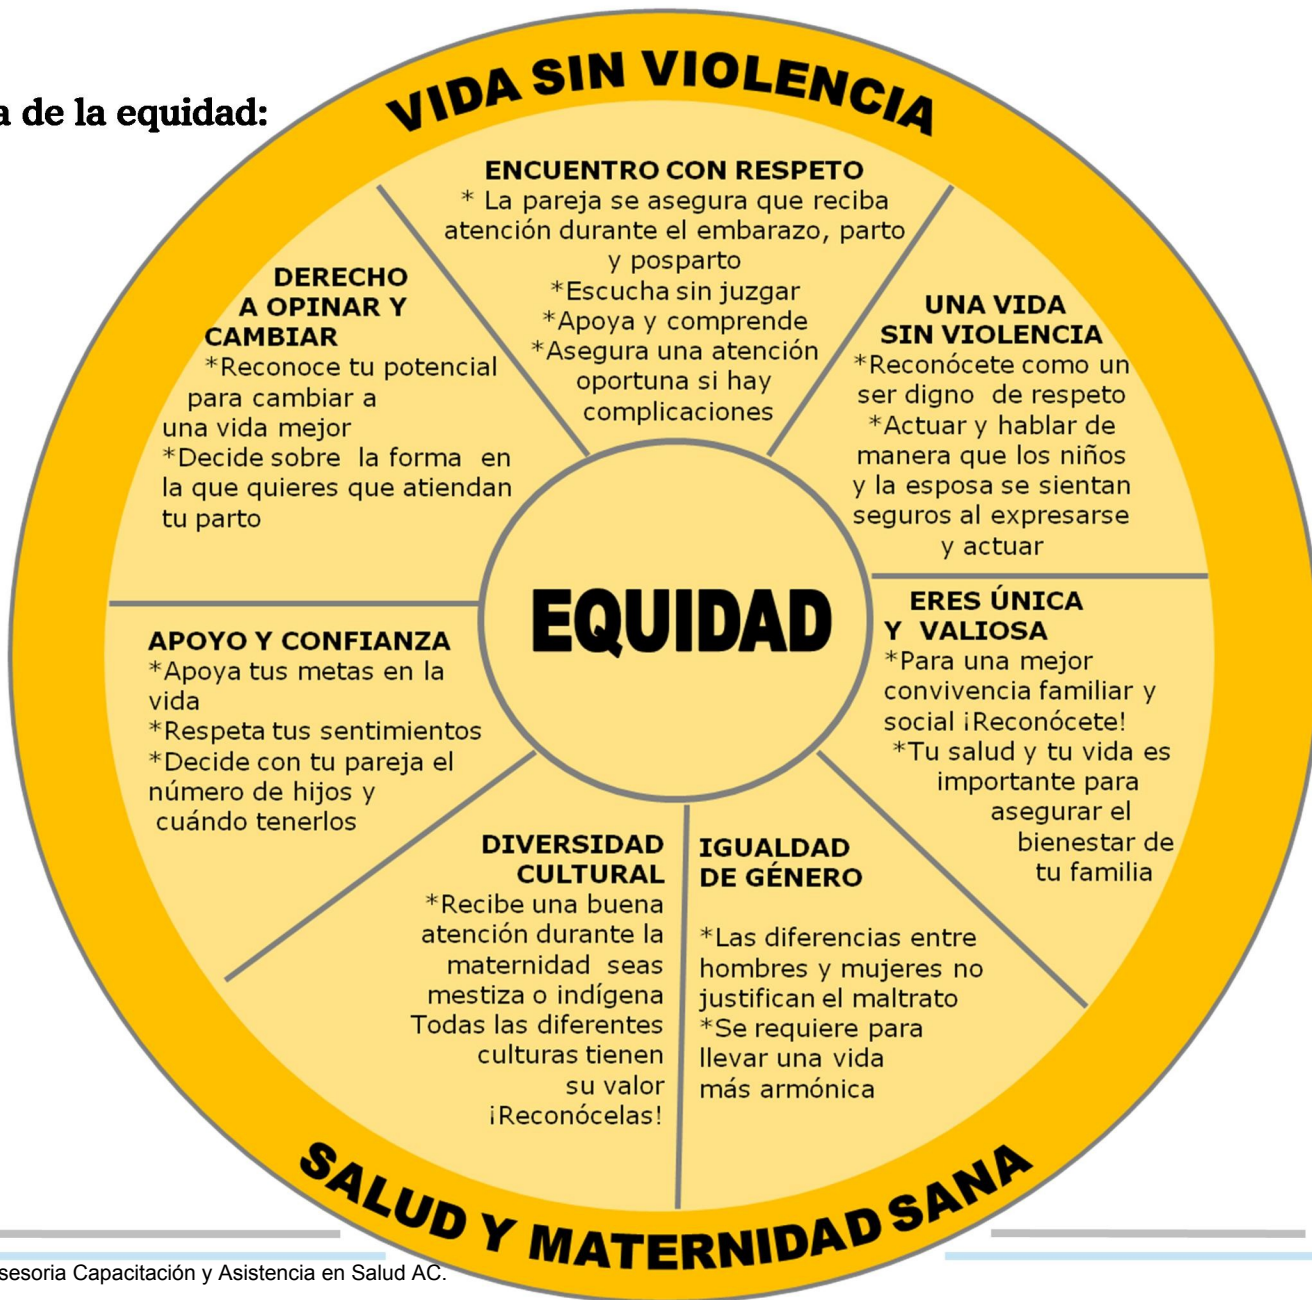 a de la equidad:
VIDA SIN VIOLENCIA
ENCUENTRO CON RESPETO
* La pareja se asegura que reciba
atención durante el embarazo, parto
y posparto
*Escucha sin juzgar
*Apoya y comprende
*Asegura una atención
oportuna si hay
complicaciones
DERECHO
A OPINAR Y
CAMBIAR
*Reconoce tu potencial
para cambiar a
una vida mejor
*Decide sobre la forma en
la que quieres que atiendan
tu parto
UNA VIDA
SIN VIOLENCIA
*Reconócete como un
ser digno de respeto
*Actuar y hablar de
manera que los niños
y la esposa se sientan
seguros al expresarse
y actuar
EQUIDAD
APOYO Y CONFIANZA
*Apoya tus metas en la
vida
*Respeta tus sentimientos
*Decide con tu pareja el
número de hijos y
cuándo tenerlos
ERES ÚNICA
Y VALIOSA
*Para una mejor
convivencia familiar y
social ¡Reconócete!
*Tu salud y tu vida es
importante para
asegurar el
bienestar de
tu familia
DIVERSIDAD
CULTURAL
*Recibe una buena
atención durante la
maternidad seas
mestiza o indígena
Todas las diferentes
culturas tienen
su valor
¡Reconócelas!
IGUALDAD
DE GÉNERO
*Las diferencias entre
hombres y mujeres no
justifican el maltrato
*Se requiere para
llevar una vida
más armónica
SALUD Y MATERNIDAD SANA
sesoria Capacitación y Asistencia en Salud AC.